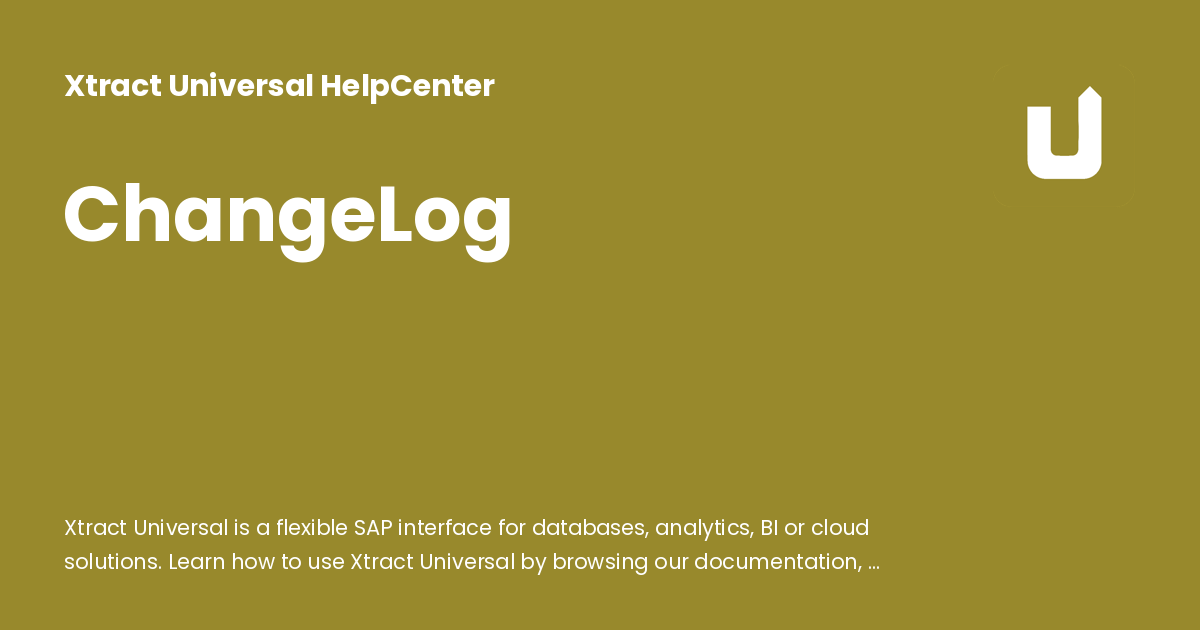 Xtract Universal HelpCenter
ChangeLog
Xtract Universal is a flexible SAP interface for databases, analytics, BI or cloud
solutions. Learn how to use Xtract Universal by browsing our documentation, ...